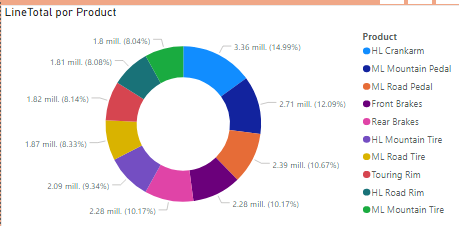 LineTotal por Product
1.8 mill. (8.04%)
3.36 mill. (14.99%)
1.81 mill. (8.08%)
2.71 mill. (12.09%)
1.82 mill. (8.14%)
1.87 mill. (8.33%)
2.39 mill. (10.67%)
2.09 mill. (9.34%)
2.28 mill. (10.17%)
2.28 mill. (10.17%)
Product
HL Crankarm
ML Mountain Pedal
ML Road Pedal
Front Brakes
Rear Brakes
HL Mountain Tire
ML Road Tire
Touring Rim
HL Road Rim
ML Mountain Tire